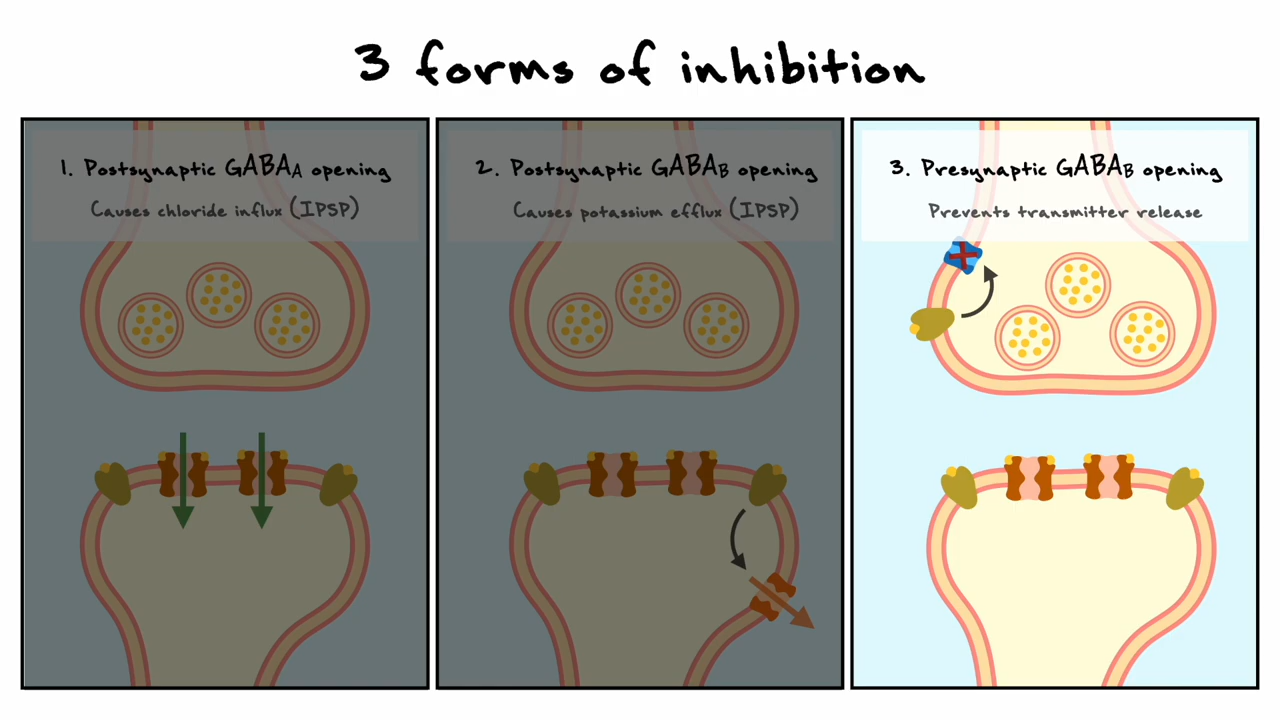 3 forms of inhibition
1. Postsynaptic GABAA opening
Causes chloride influx (IPSP)
2. Postsynaptic GABAB opening
Causes potassium efflux (IPSP)
3. Presynaptic GABAB opening
Prevents transmitter release